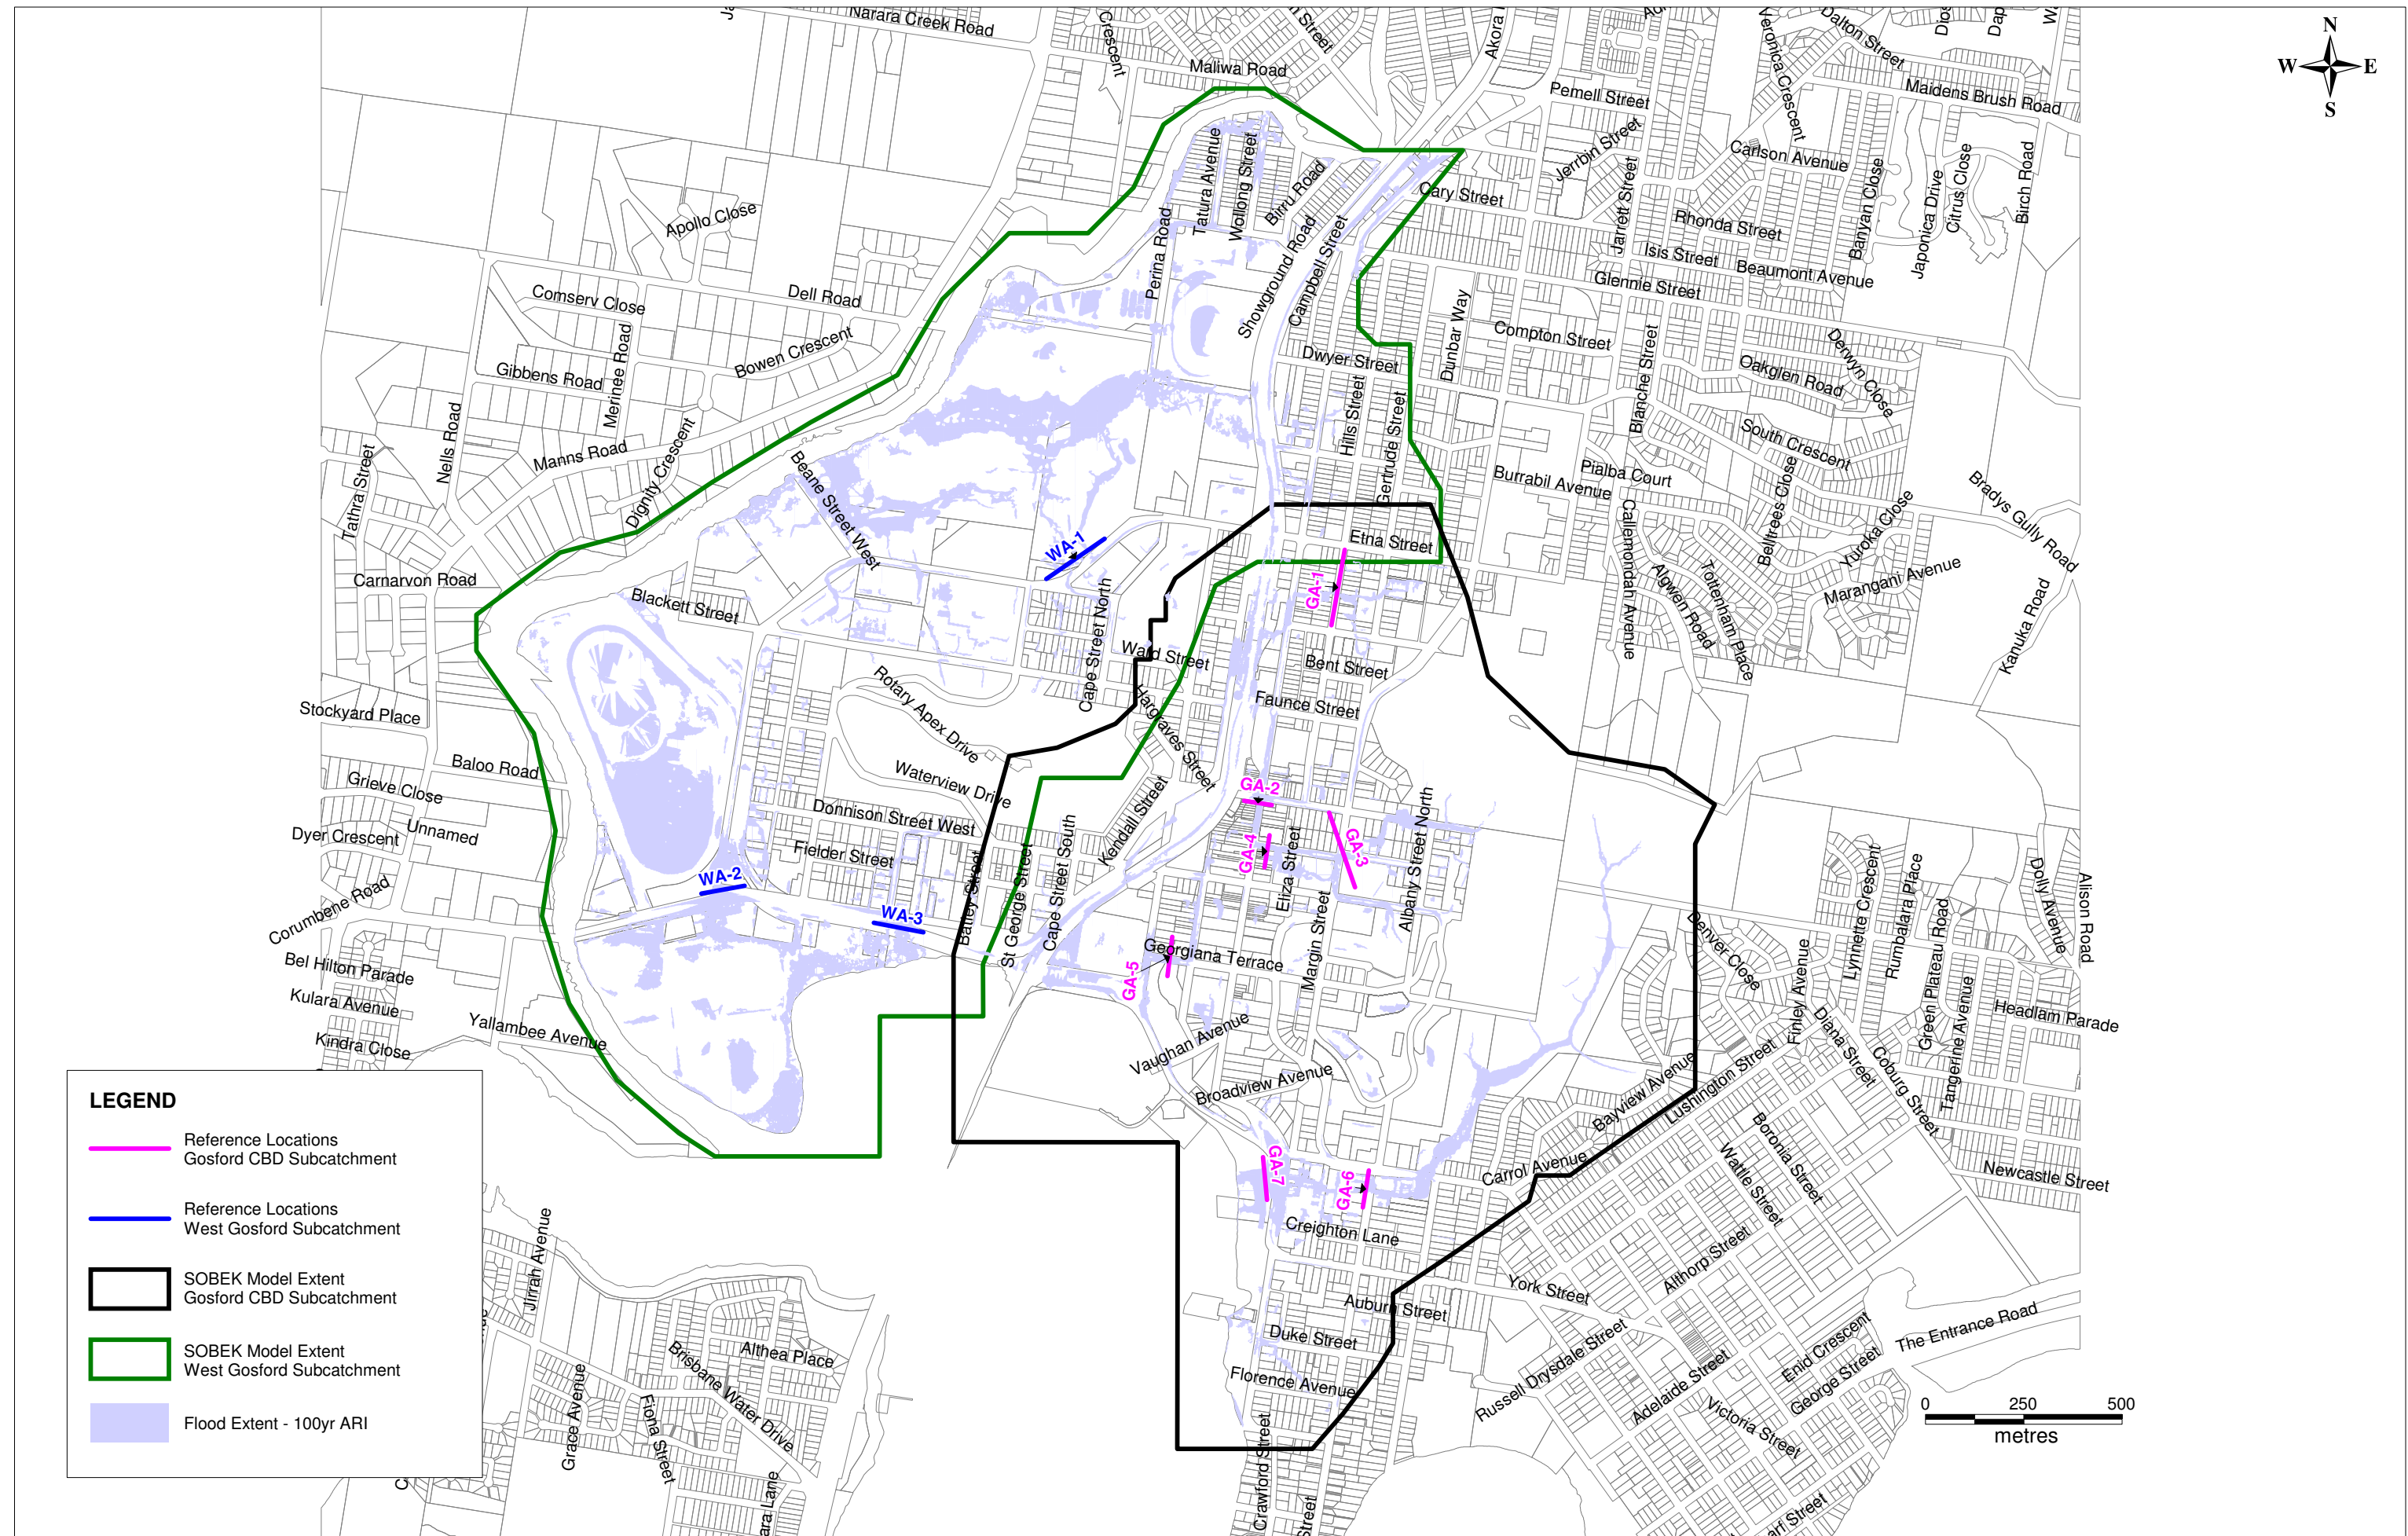 Narara Creek Road
Crescent
Street
Akora
Veronica Crescent
Dalton Street
N
W
E
S
Maliwa Road
Pemell Street
Maidens Brush Road
Tatura Avenue
Wollong Street
Birru Road
Jerrbin Street
Carlson Avenue
Banyan Close
Japonica Drive
Citrus Close
Birch Road
Cary Street
Jarrett Street
Rhonda Street
Apollo Close
Perina Road
Showground Road
Campbell Street
Isis Street
Beaumont Avenue
Glennie Street
Comserv Close
Dell Road
Merinee Road
Bowen Crescent
Gibbens Road
Dwyer Street
Dunbar Way
Compton Street
Blanche Street
Oakglen Road
Derwyn Close
Nells Road
Manns Road
Dignity Crescent
Tathra Street
Hills Street
Gertrude Street
South Crescent
Beane Street West
Burrabil Avenue
Pialba Court
Belltrees Close
Yuroka Close
Bradys Gully Road
Etna Street
WA-1
GA-1
Callemondah Avenue
Algwen Road
Tottenham Place
Marangani Avenue
Kanuka Road
Carnarvon Road
Blackett Street
Cape Street North
Ward Street
Bent Street
Faunce Street
Hargraves Street
Rotary Apex Drive
Stockyard Place
Baloo Road
Grieve Close
Waterview Drive
Donnison Street West
Kendall Street
GA-2
GA-3
GA-4
Eliza Street
Albany Street North
Dyer Crescent
Unnamed
Fielder Street
WA-2
WA-3
Batley Street
St George Street
Cape Street South
Lynnette Crescent
Rumbalara Place
Dolly Avenue
Alison Road
Corumbene Road
Bel Hilton Parade
Kulara Avenue
Kindra Close
Yallambee Avenue
GA-5
Georgiana Terrace
Margin Street
Denver Close
Finley Avenue
Green Plateau Road
Tangerine Avenue
Headlam Parade
Diana Street
Coburg Street
Vaughan Avenue
Broadview Avenue
Bayview Avenue
Lushington Street
Boronia Street
Wattle Street
Newcastle Street
Carrol Avenue
GA-7
GA-6
Creighton Lane
Althorp Street
York Street
Auburn Street
Duke Street
Florence Avenue
Russell Drysdale Street
Adelaide Street
Enid Crescent
George Street
Victoria Street
The Entrance Road
Crawford Street
Street
Street
LEGEND
Reference Locations
Gosford CBD Subcatchment
Reference Locations
West Gosford Subcatchment
SOBEK Model Extent
Gosford CBD Subcatchment
SOBEK Model Extent
West Gosford Subcatchment
Flood Extent - 100yr ARI
Jirrah Avenue
Althea Place
Brisbane Water Drive
Grace Avenue
Fiona Street
Lane
0 250 500
metres